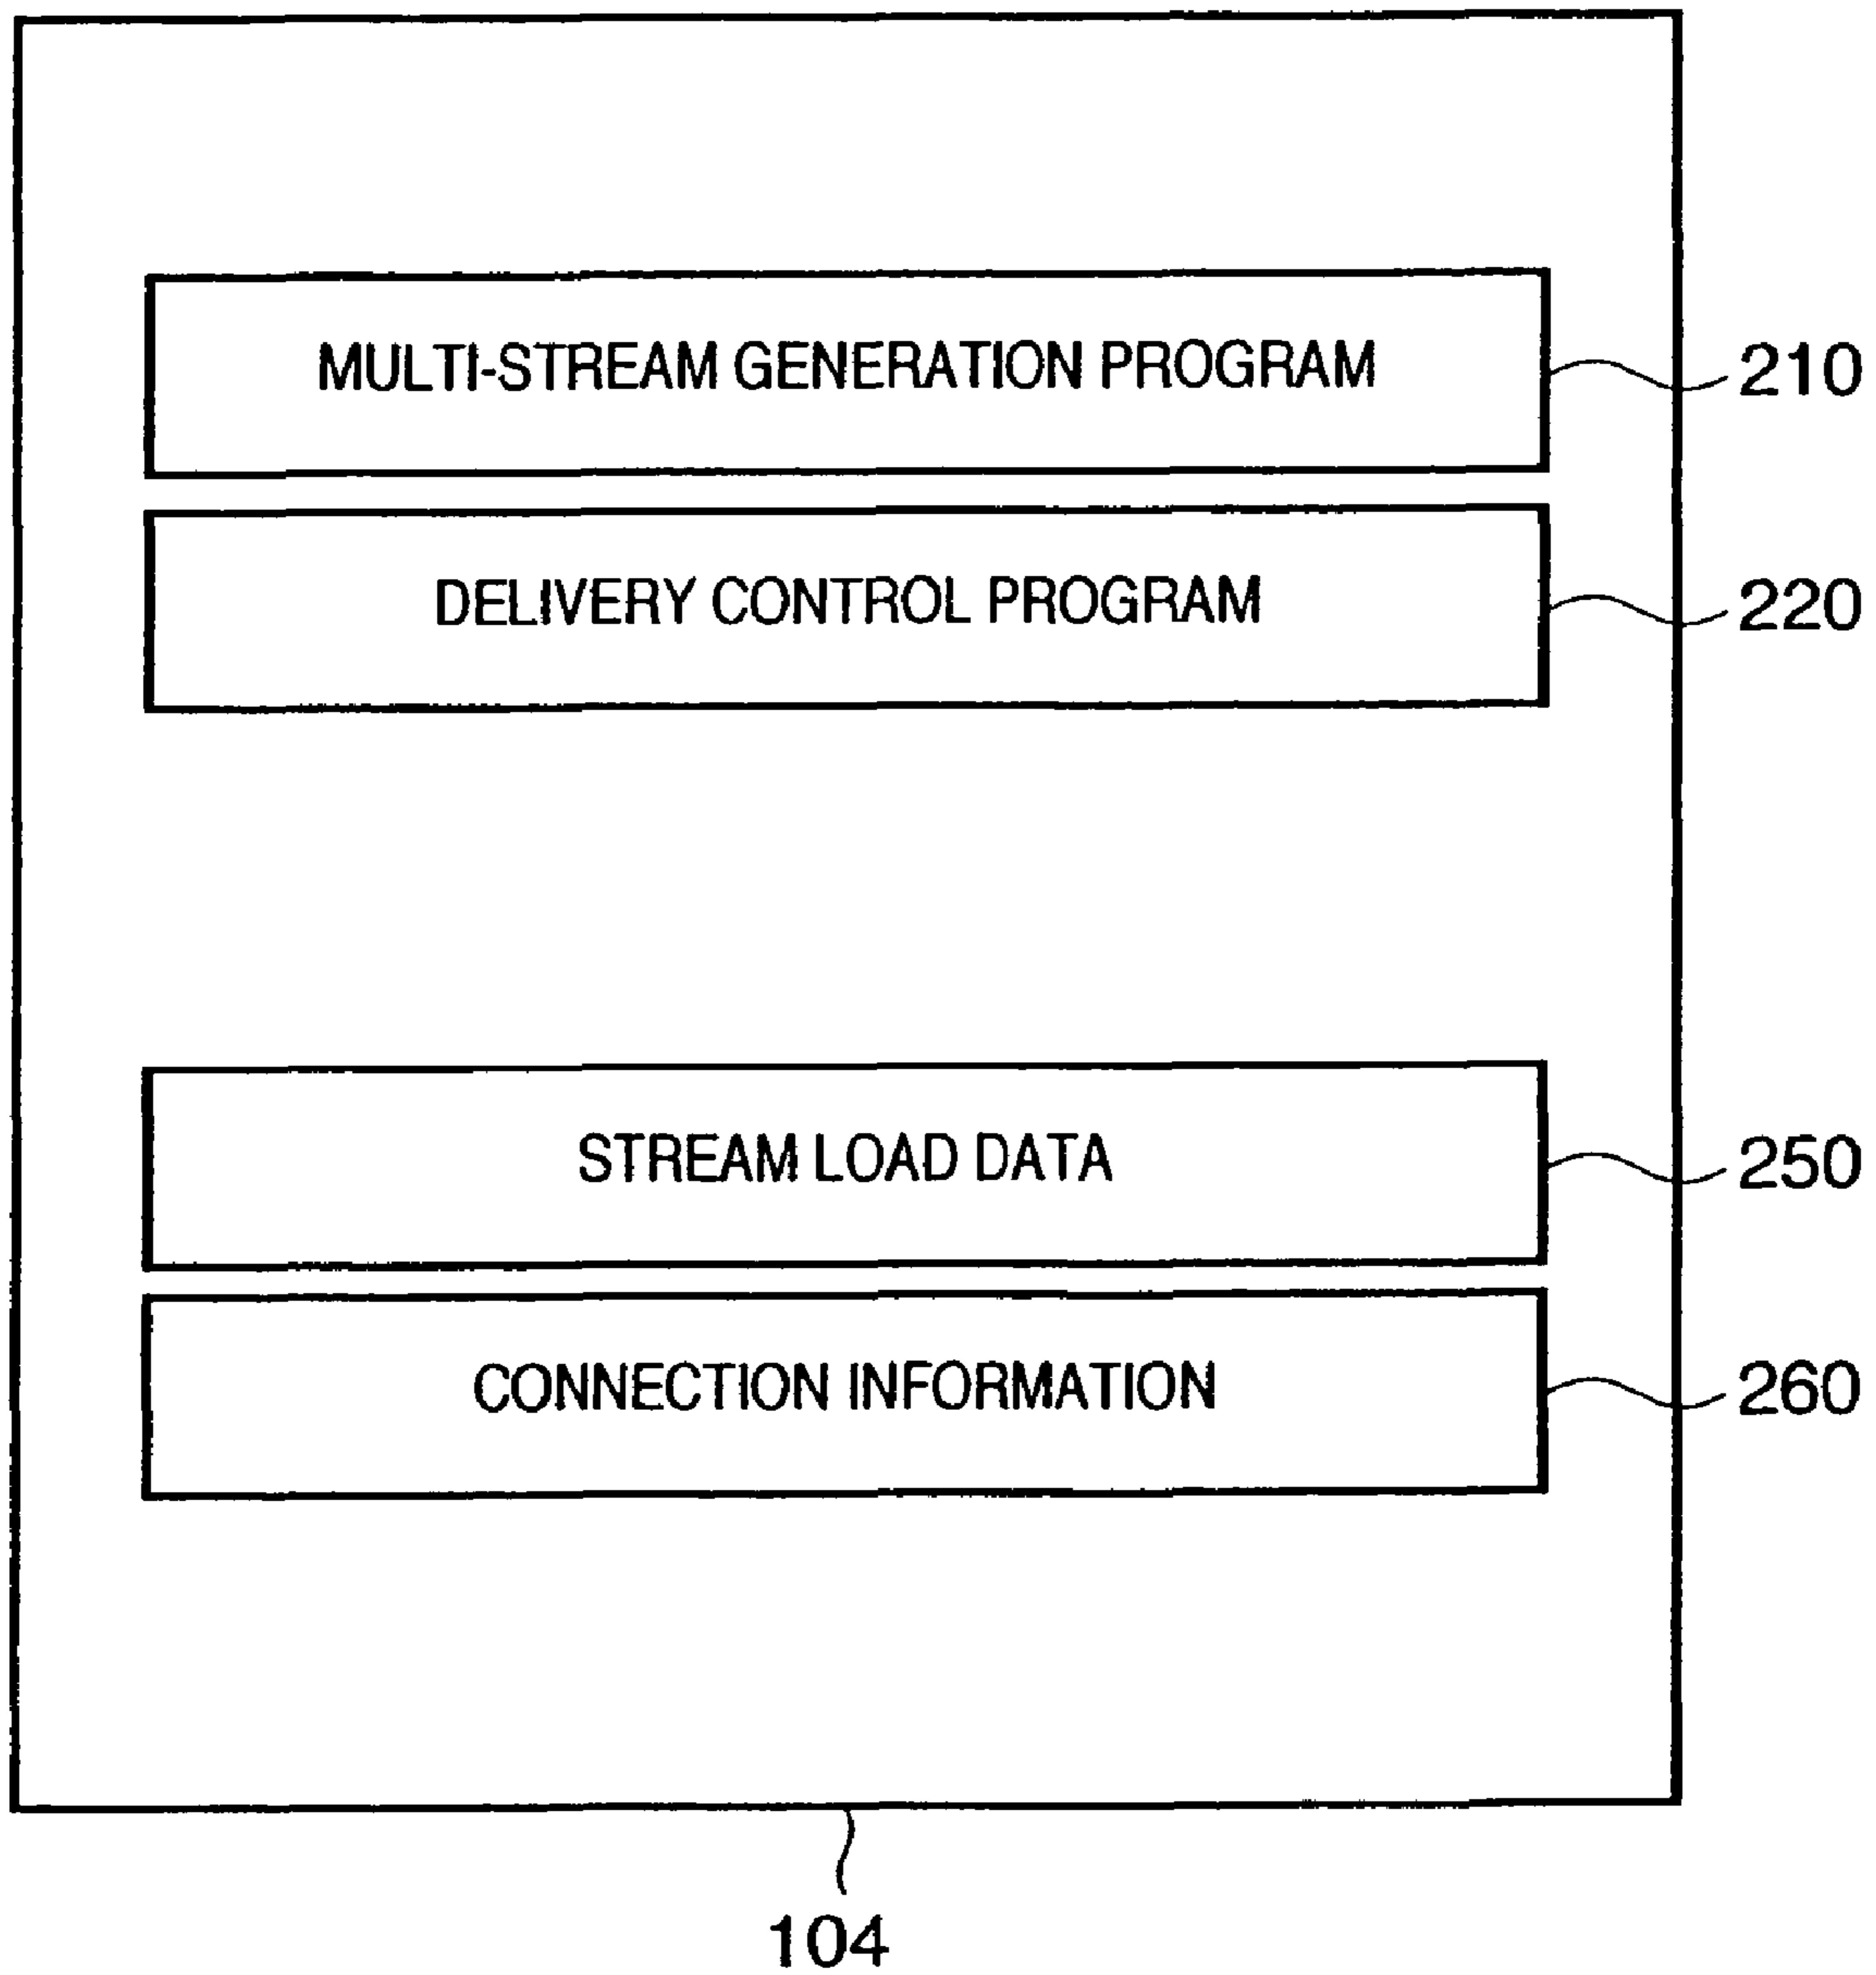 MULTI-STREAM GENERATION PROGRAM
210
DELIVERY CONTROL PROGRAM
220
STREAM LOAD DATA
250
CONNECTION INFORMATION
260
104